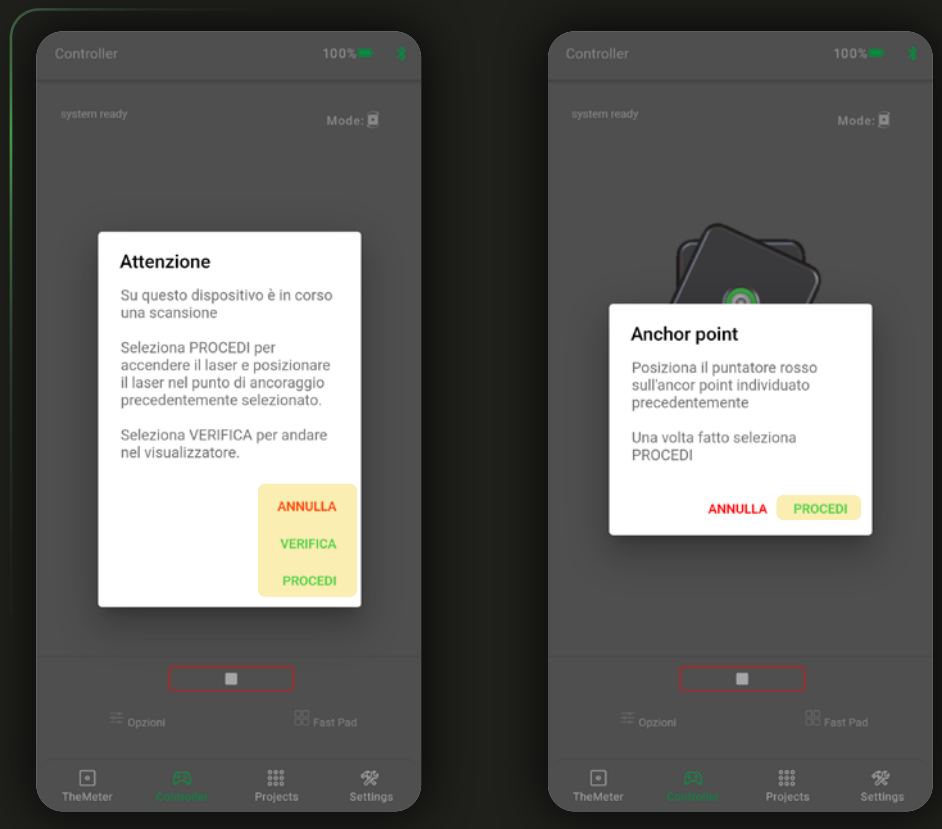 Controller 100%
system ready
Mode:
Attenzione
Su questo dispositivo è in corso
una scansione
Seleziona PROCEDI per
accendere il laser e posizionare
il laser nel punto di ancoraggio
precedentemente selezionato.
Seleziona VERIFICA per andare
nel visualizzatore.
ANNULLA
VERIFICA
PROCEDI
Opzioni Fast Pad
TheMeter Controller Projects Settings
Controller 100%
system ready
Mode:
Anchor point
Posiziona il puntatore rosso
sull'ancor point individuato
precedentemente
Una volta fatto seleziona
PROCEDI
ANNULLA PROCEDI
Opzioni Fast Pad
TheMeter Controller Projects Settings